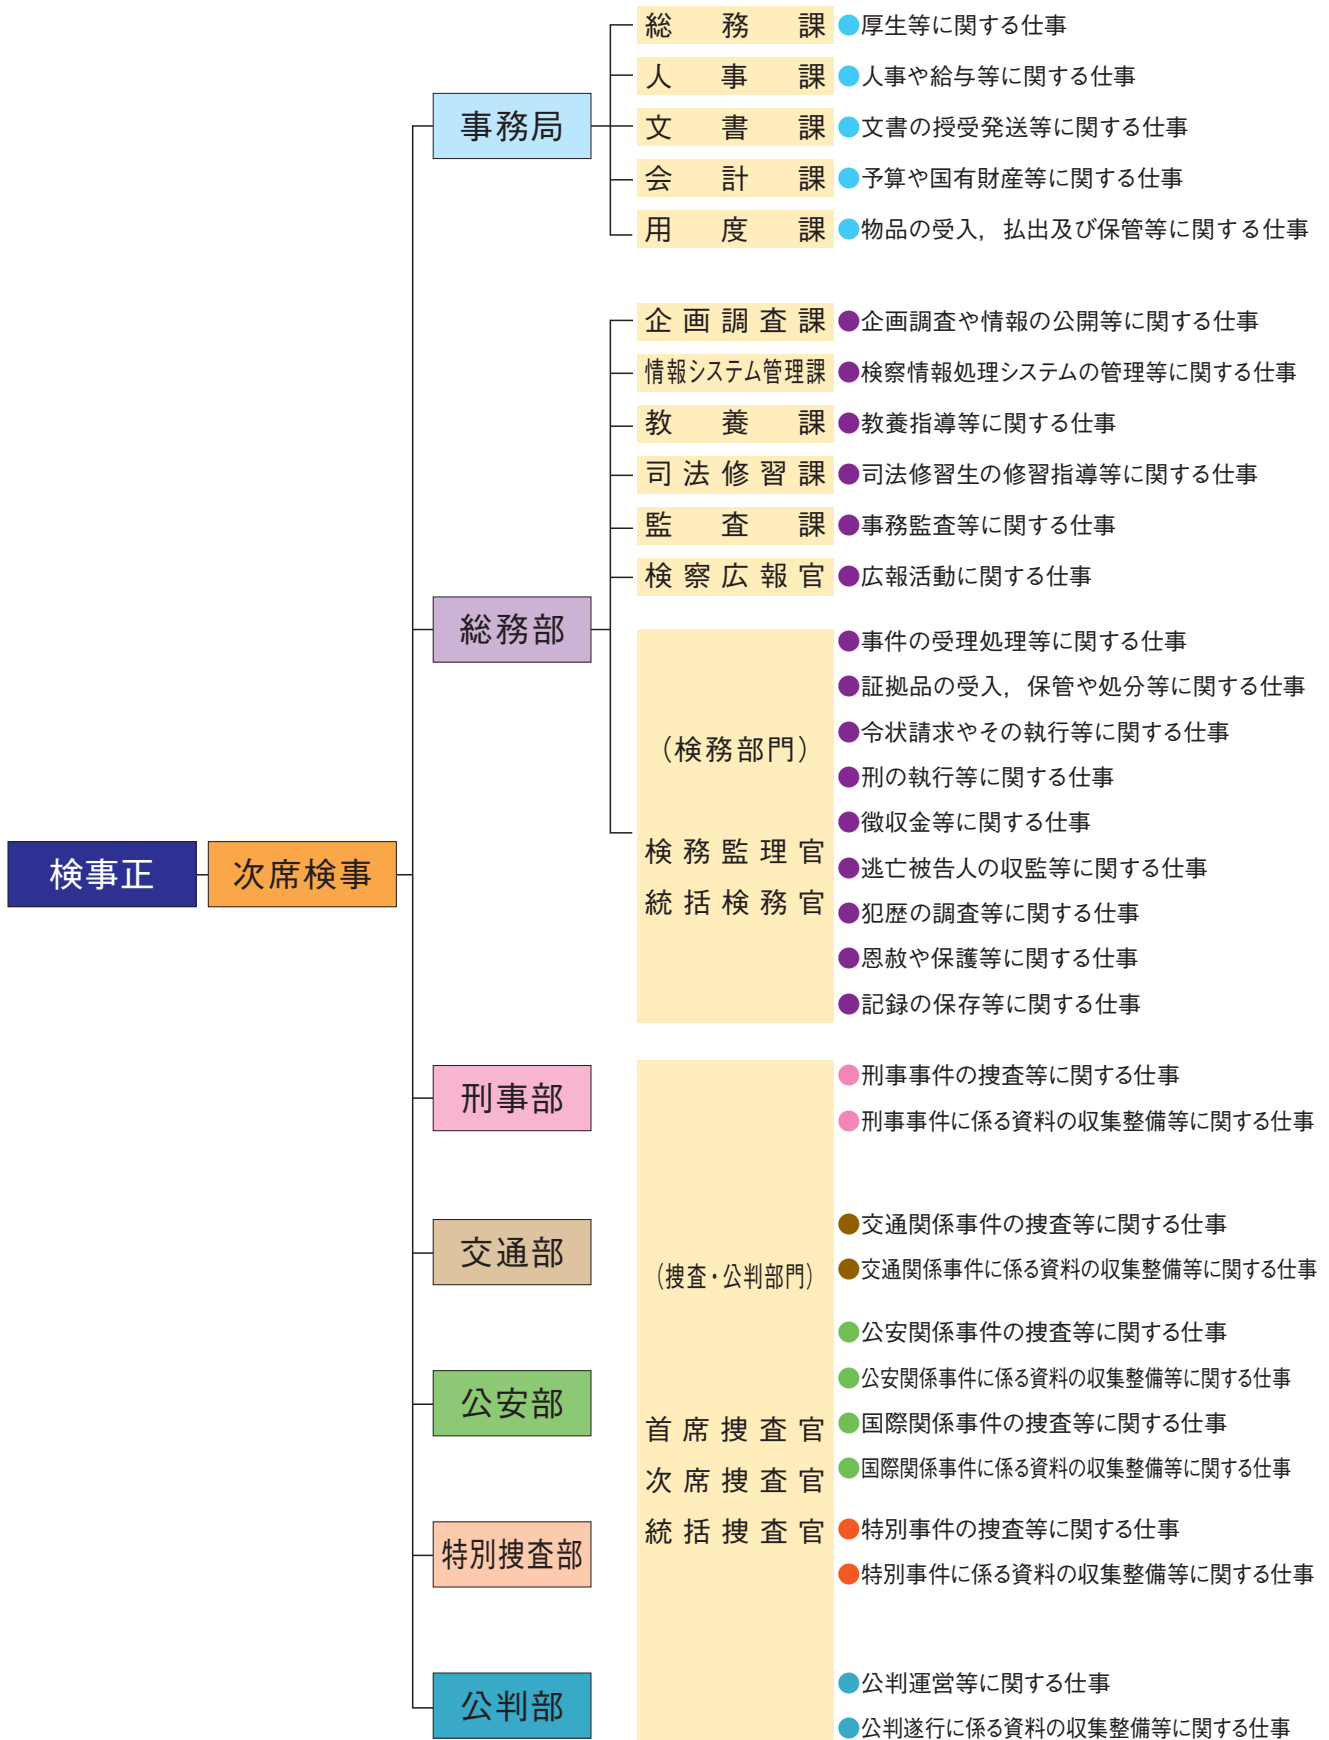 総務課 ●厚生等に関する仕事
人事課 ●人事や給与等に関する仕事
事務局
文書課 ●文書の授受発送等に関する仕事
会計課 ●予算や国有財産等に関する仕事
用度課 ●物品の受入，払出及び保管等に関する仕事
企画調査課 ●企画調査や情報の公開等に関する仕事
情報システム管理課 ●検察情報処理システムの管理等に関する仕事
教養課 ●教養指導等に関する仕事
司法修習課 ●司法修習生の修習指導等に関する仕事
監査課 ●事務監査等に関する仕事
検察広報官 ●広報活動に関する仕事
総務部
●事件の受理処理等に関する仕事
●証拠品の受入，保管や処分等に関する仕事
●令状請求やその執行等に関する仕事
（検務部門）
●刑の執行等に関する仕事
●徴収金等に関する仕事
検務監理官
●逃亡被告人の収監等に関する仕事
検事正
次席検事
統括検務官
●犯歴の調査等に関する仕事
●恩赦や保護等に関する仕事
●記録の保存等に関する仕事
刑事部
●刑事事件の捜査等に関する仕事
●刑事事件に係る資料の収集整備等に関する仕事
交通部
●交通関係事件の捜査等に関する仕事
●交通関係事件に係る資料の収集整備等に関する仕事
（捜査・公判部門）
●公安関係事件の捜査等に関する仕事
●公安関係事件に係る資料の収集整備等に関する仕事
公安部
●国際関係事件の捜査等に関する仕事
首席捜査官
●国際関係事件に係る資料の収集整備等に関する仕事
次席捜査官
統括捜査官
●特別事件の捜査等に関する仕事
特別捜査部
●特別事件に係る資料の収集整備等に関する仕事
公判部
●公判運営等に関する仕事
●公判遂行に係る資料の収集整備等に関する仕事